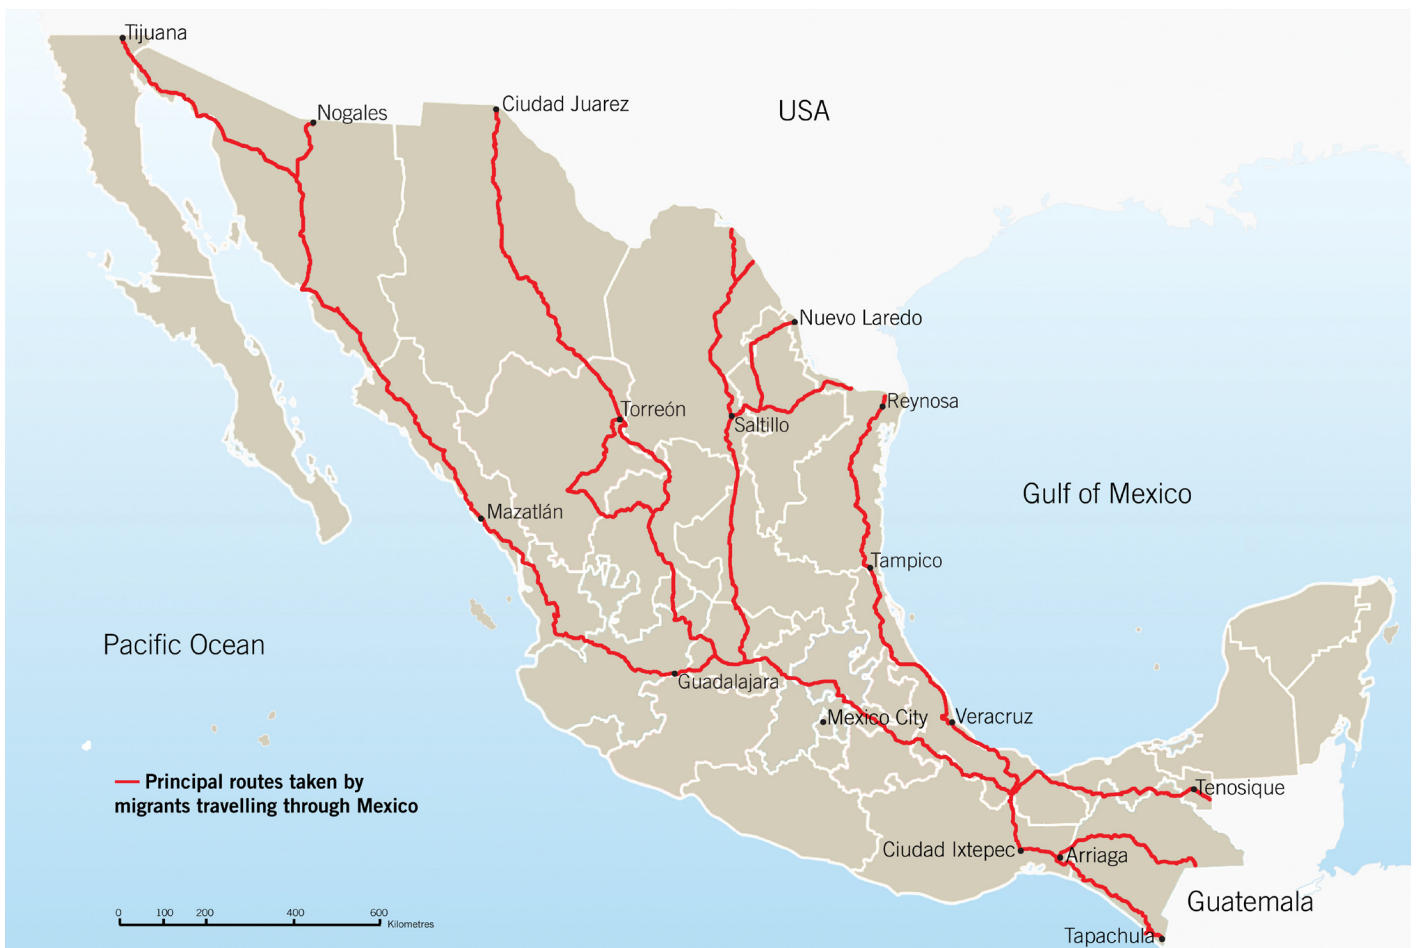 Tijuana
Nogales
Ciudad Juarez
USA
Nuevo Laredo
Torreón
Saltillo
Reynosa
Mazatlán
Gulf of Mexico
Tampico
Pacific Ocean
Guadalajara
Mexico City
Veracruz
Principal routes taken by
migrants travelling through Mexico
Tenosique
Ciudad Ixtepec
Arriaga
Guatemala
Tapachula
0 100 200 400 600
Kilometres